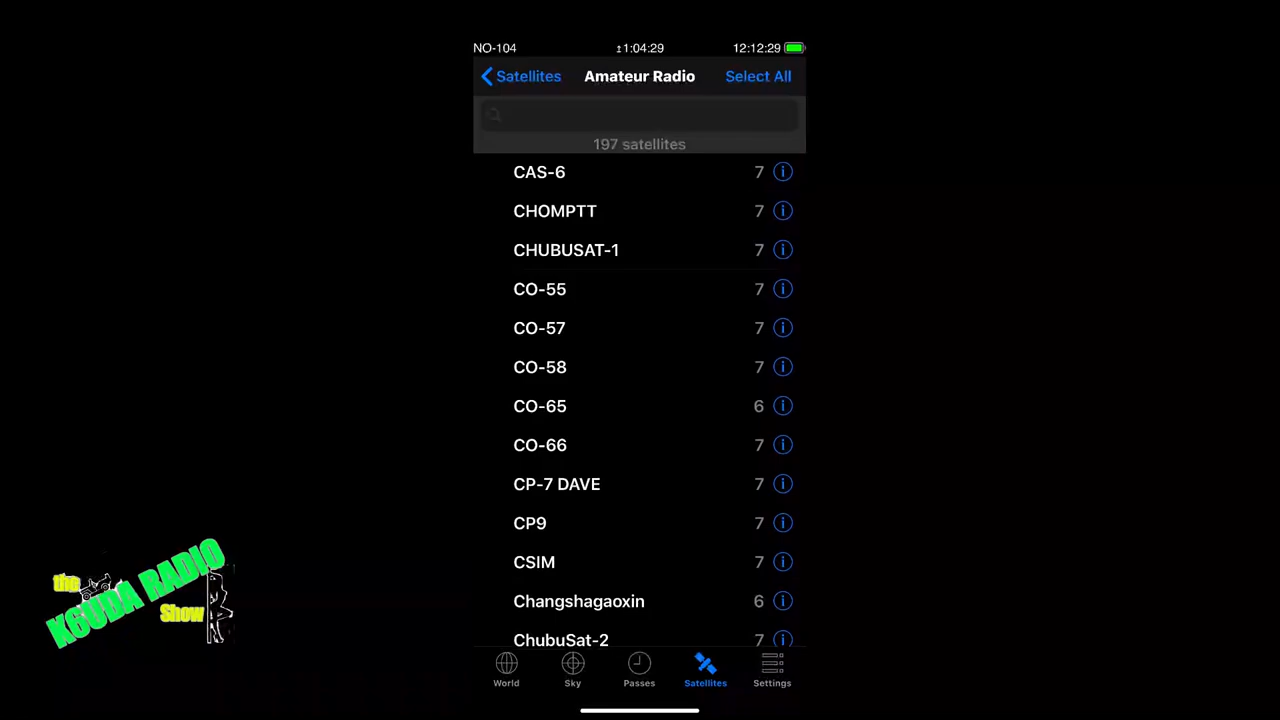 NO-104 ±1:04:29 12:12:29
Satellites Amateur Radio Select All
197 satellites
CAS-6 7
CHOMPTT 7
CHUBUSAT-1 7
CO-55 7
CO-57 7
CO-58 7
CO-65 6
CO-66 7
CP-7 DAVE 7
CP9 7
CSIM 7
Changshagaoxin 6
ChubuSat-2 7
World Sky Passes Satellites Settings
the
K6UDA RADIO
Show